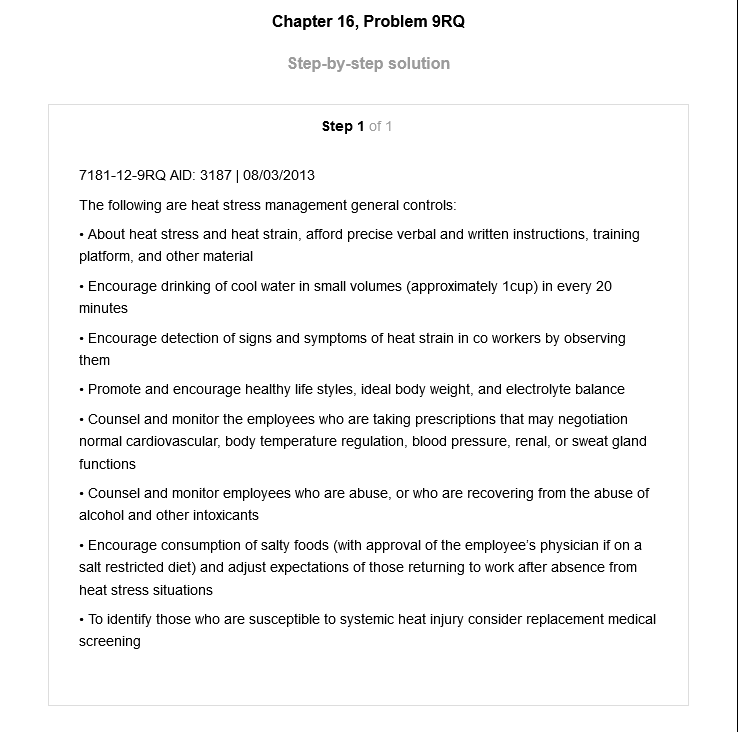 Chapter 16, Problem 9RQ
Step-by-step solution
Step 1 of 1
7181-12-9RQ AID: 3187 | 08/03/2013
The following are heat stress management general controls:
• About heat stress and heat strain, afford precise verbal and written instructions, training
platform, and other material
• Encourage drinking of cool water in small volumes (approximately 1cup) in every 20
minutes
• Encourage detection of signs and symptoms of heat strain in co workers by observing
them
• Promote and encourage healthy life styles, ideal body weight, and electrolyte balance
• Counsel and monitor the employees who are taking prescriptions that may negotiation
normal cardiovascular, body temperature regulation, blood pressure, renal, or sweat gland
functions
• Counsel and monitor employees who are abuse, or who are recovering from the abuse of
alcohol and other intoxicants
• Encourage consumption of salty foods (with approval of the employee's physician if on a
salt restricted diet) and adjust expectations of those returning to work after absence from
heat stress situations
• To identify those who are susceptible to systemic heat injury consider replacement medical
screening